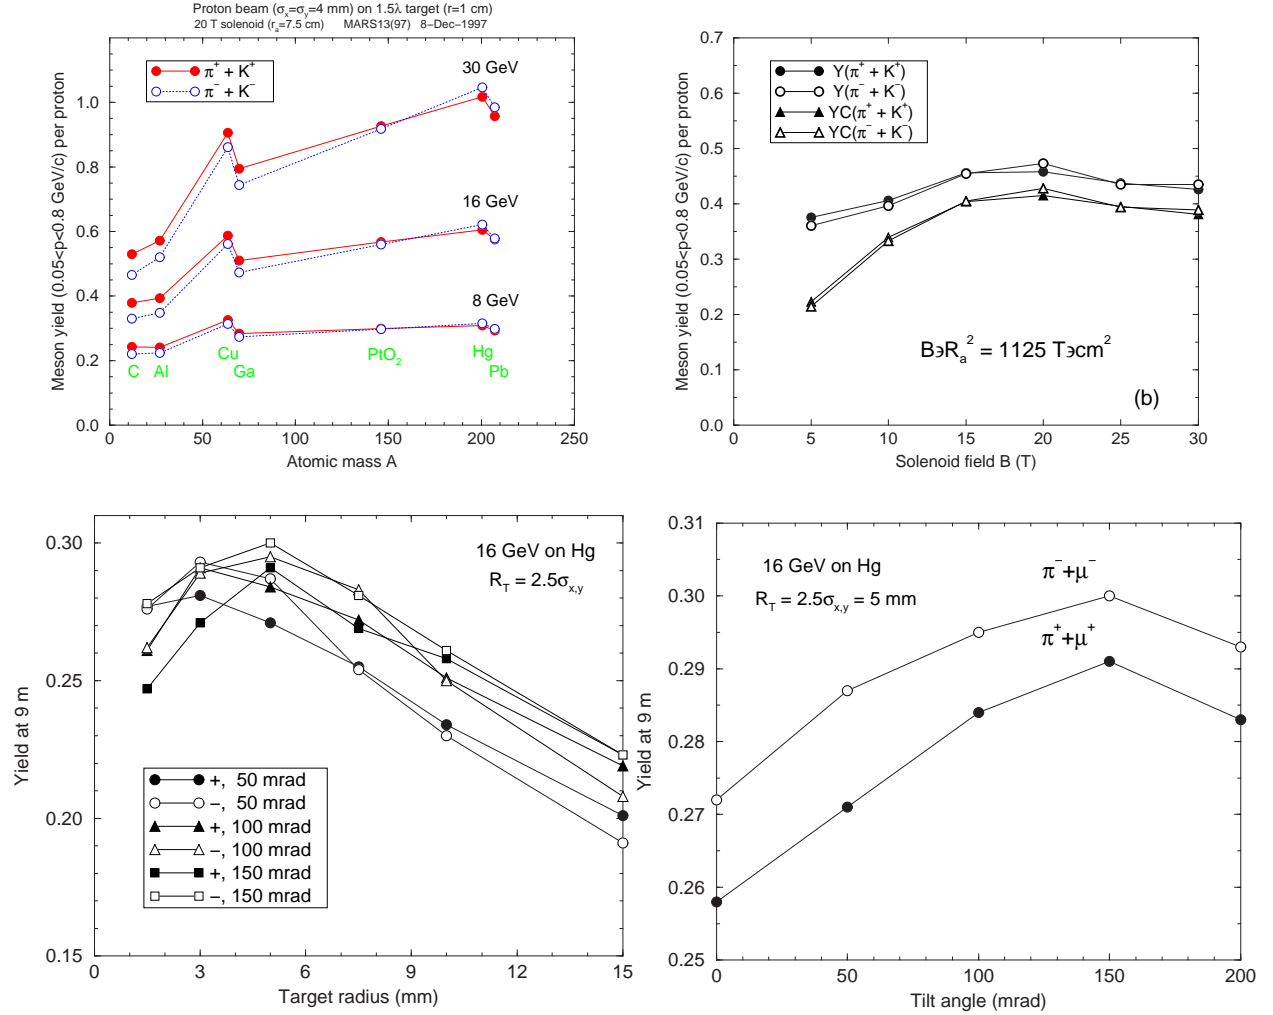 Proton beam (σx=σy=4 mm) on 1.5λ target (r=1 cm)
20 T solenoid (ra=7.5 cm) MARS13(97) 8−Dec−1997
Meson yield (0.05<p<0.8 GeV/c) per proton
π+ + K+
π− + K−
30 GeV
16 GeV
8 GeV
C
Al
Cu
Ga
PtO2
Hg
Pb
0.0
0.2
0.4
0.6
0.8
1.0
0
50
100
150
200
250
Atomic mass A
Meson yield (0.05<p<0.8 GeV/c) per proton
0.7
0.6
0.5
0.4
0.3
0.2
0.1
0.0
Y(π+ + K+)
Y(π− + K−)
YC(π+ + K+)
YC(π− + K−)
B϶Ra2 = 1125 T϶cm2
(b)
0
5
10
15
20
25
30
Solenoid field B (T)
Yield at 9 m
0.30
0.25
0.20
0.15
16 GeV on Hg
RT = 2.5σx,y
+, 50 mrad
−, 50 mrad
+, 100 mrad
−, 100 mrad
+, 150 mrad
−, 150 mrad
0
3
6
9
12
15
Target radius (mm)
Yield at 9 m
0.31
0.30
0.29
0.28
0.27
0.26
0.25
16 GeV on Hg
RT = 2.5σx,y = 5 mm
π−+μ−
π++μ+
0
50
100
150
200
Tilt angle (mrad)